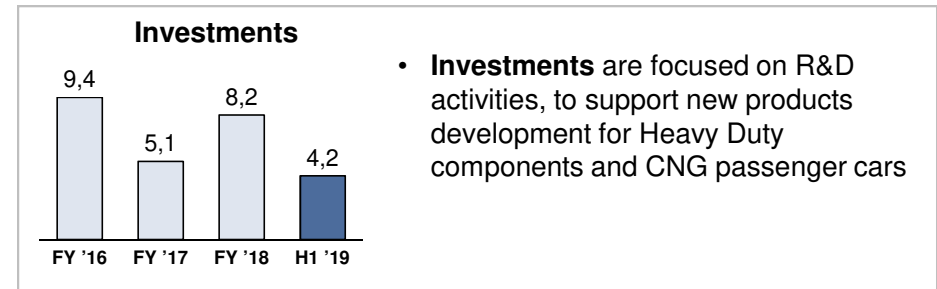 Investments
9,4
5,1
8,2
4,2
FY ’16
FY ’17
FY ’18
H1 ’19
• Investments are focused on R&D
activities, to support new products
development for Heavy Duty
components and CNG passenger cars